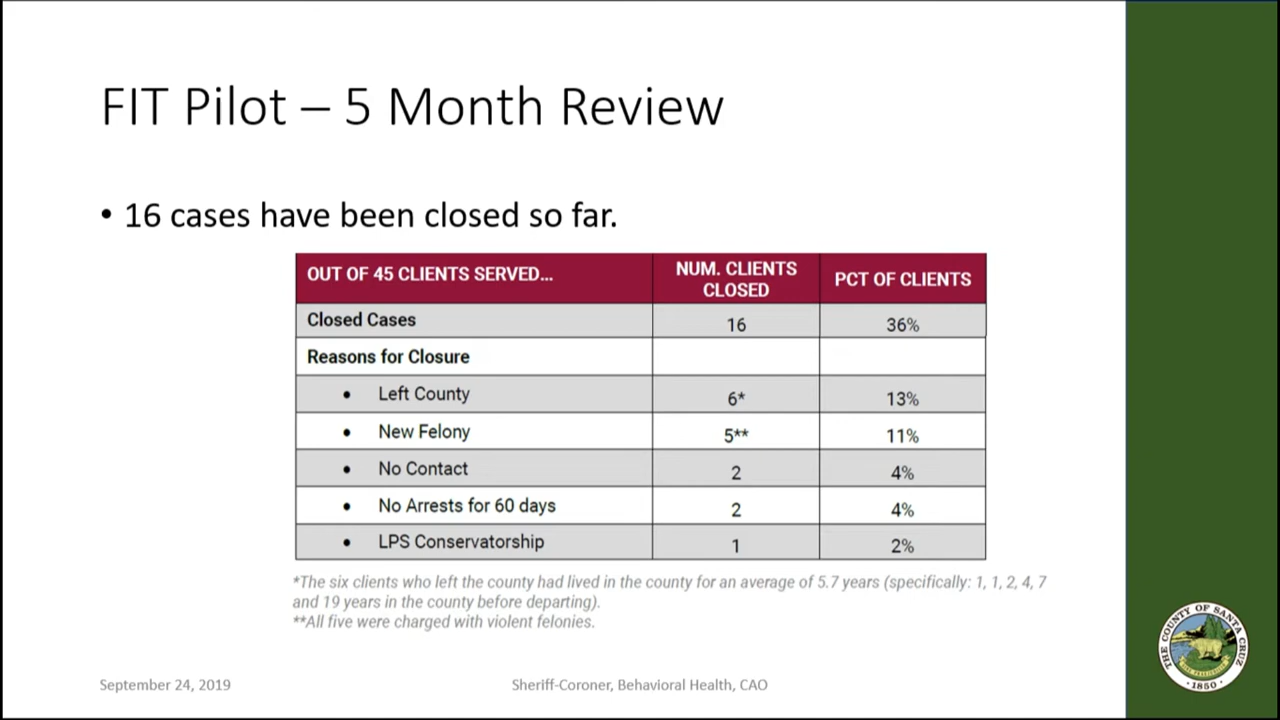 FIT Pilot – 5 Month Review
• 16 cases have been closed so far.
OUT OF 45 CLIENTS SERVED... NUM. CLIENTS CLOSED PCT OF CLIENTS
Closed Cases 16 36%
Reasons for Closure
• Left County 6* 13%
• New Felony 5** 11%
• No Contact 2 4%
• No Arrests for 60 days 2 4%
• LPS Conservatorship 1 2%
*The six clients who left the county had lived in the county for an average of 5.7 years (specifically: 1, 1, 2, 4, 7
and 19 years in the county before departing).
**All five were charged with violent felonies.
September 24, 2019 Sheriff-Coroner, Behavioral Health, CAO
THE COUNTY OF SANTA CRUZ
· 1850 ·